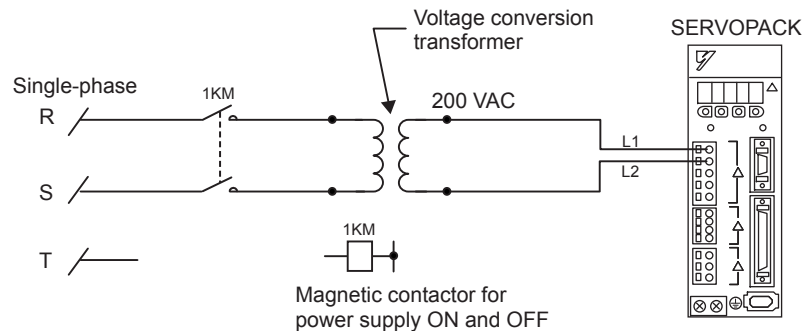 Voltage conversion
transformer
SERVOPACK
Single-phase
1KM
200 VAC
R
L1
L2
S
T
1KM
Magnetic contactor for
power supply ON and OFF